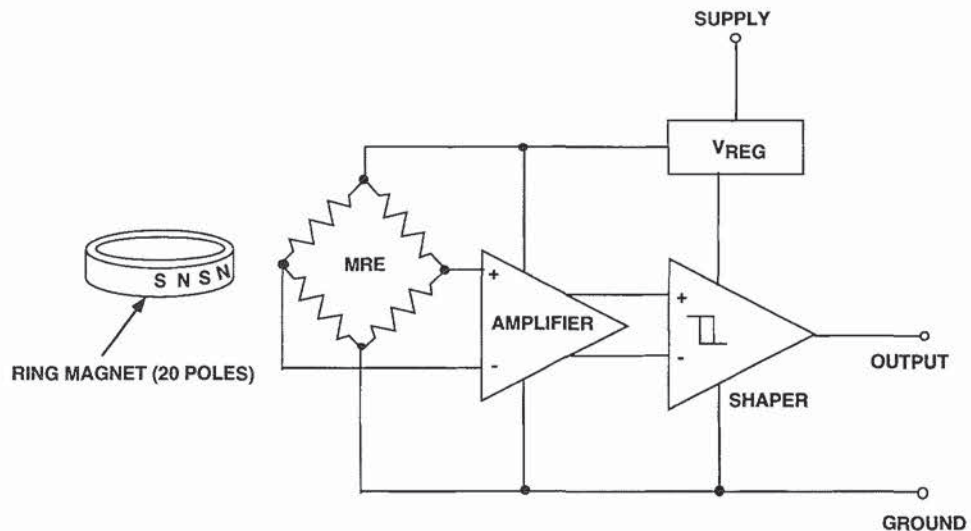 SUPPLY
VREG
MRE
S N S N
+
-
AMPLIFIER
+
-
SHAPER
RING MAGNET (20 POLES)
OUTPUT
GROUND